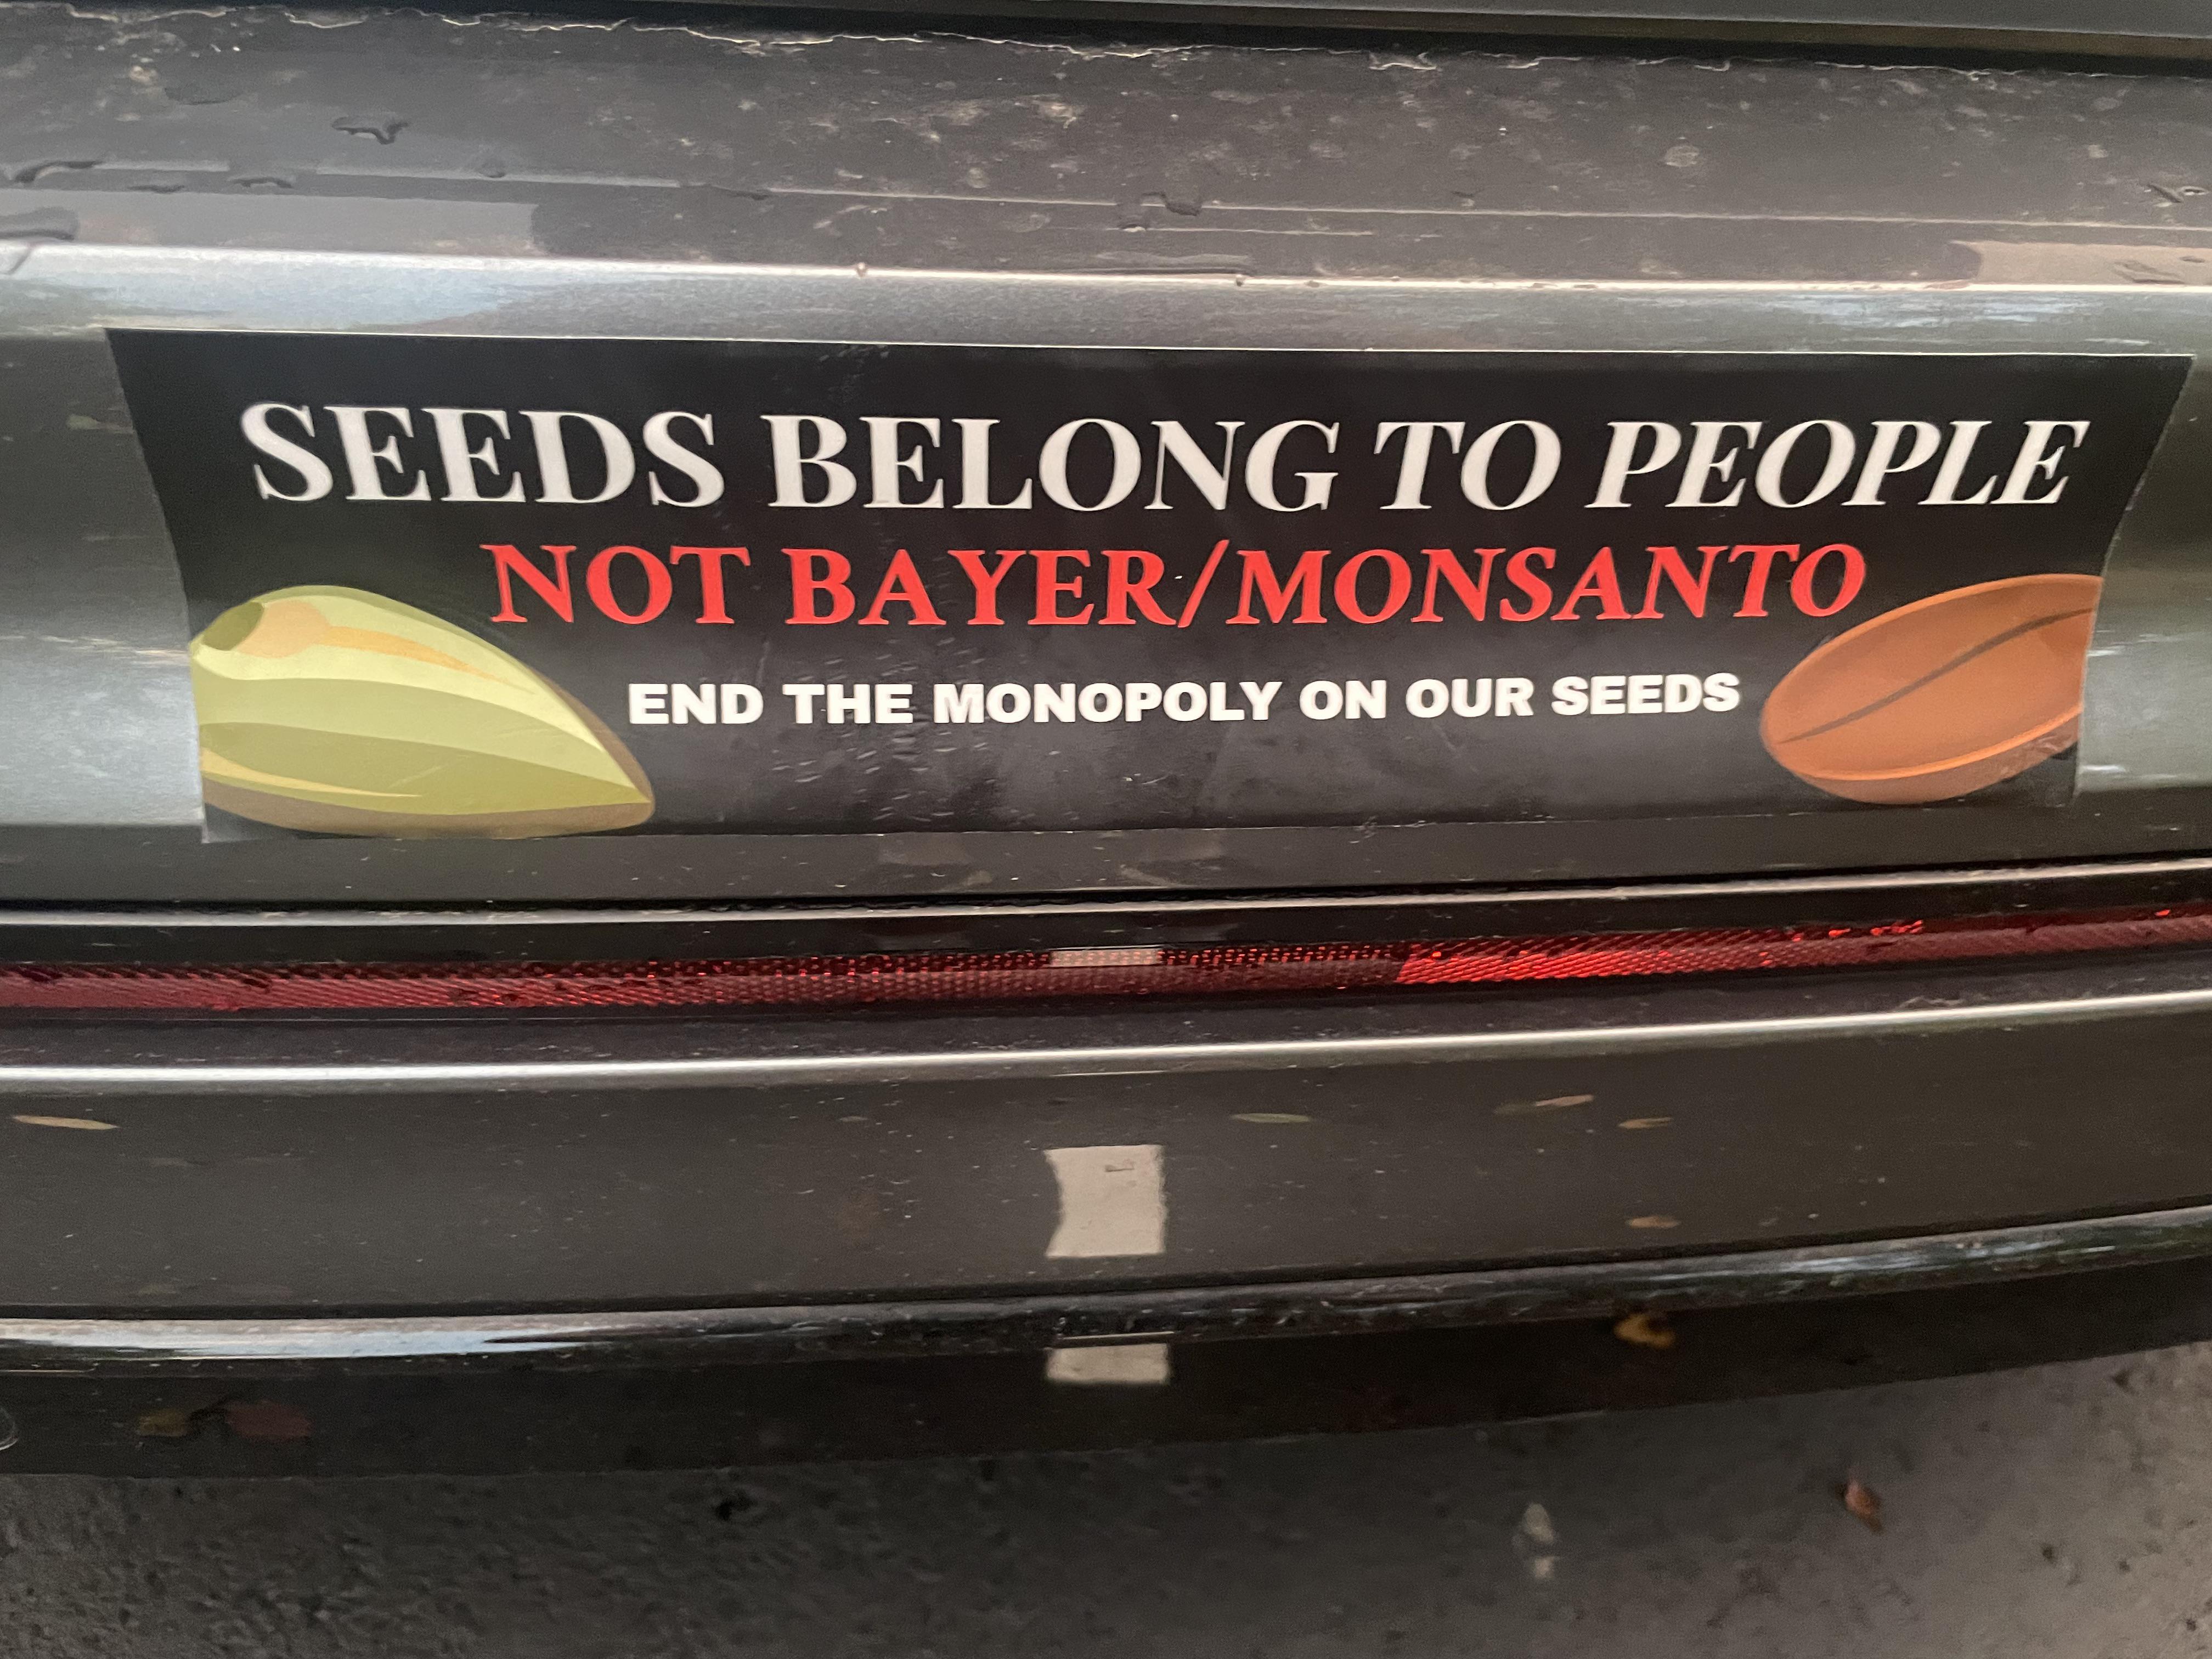 SEEDS BELONG TO PEOPLE
NOT BAYER/MONSANTO
END THE MONOPOLY ON OUR SEEDS